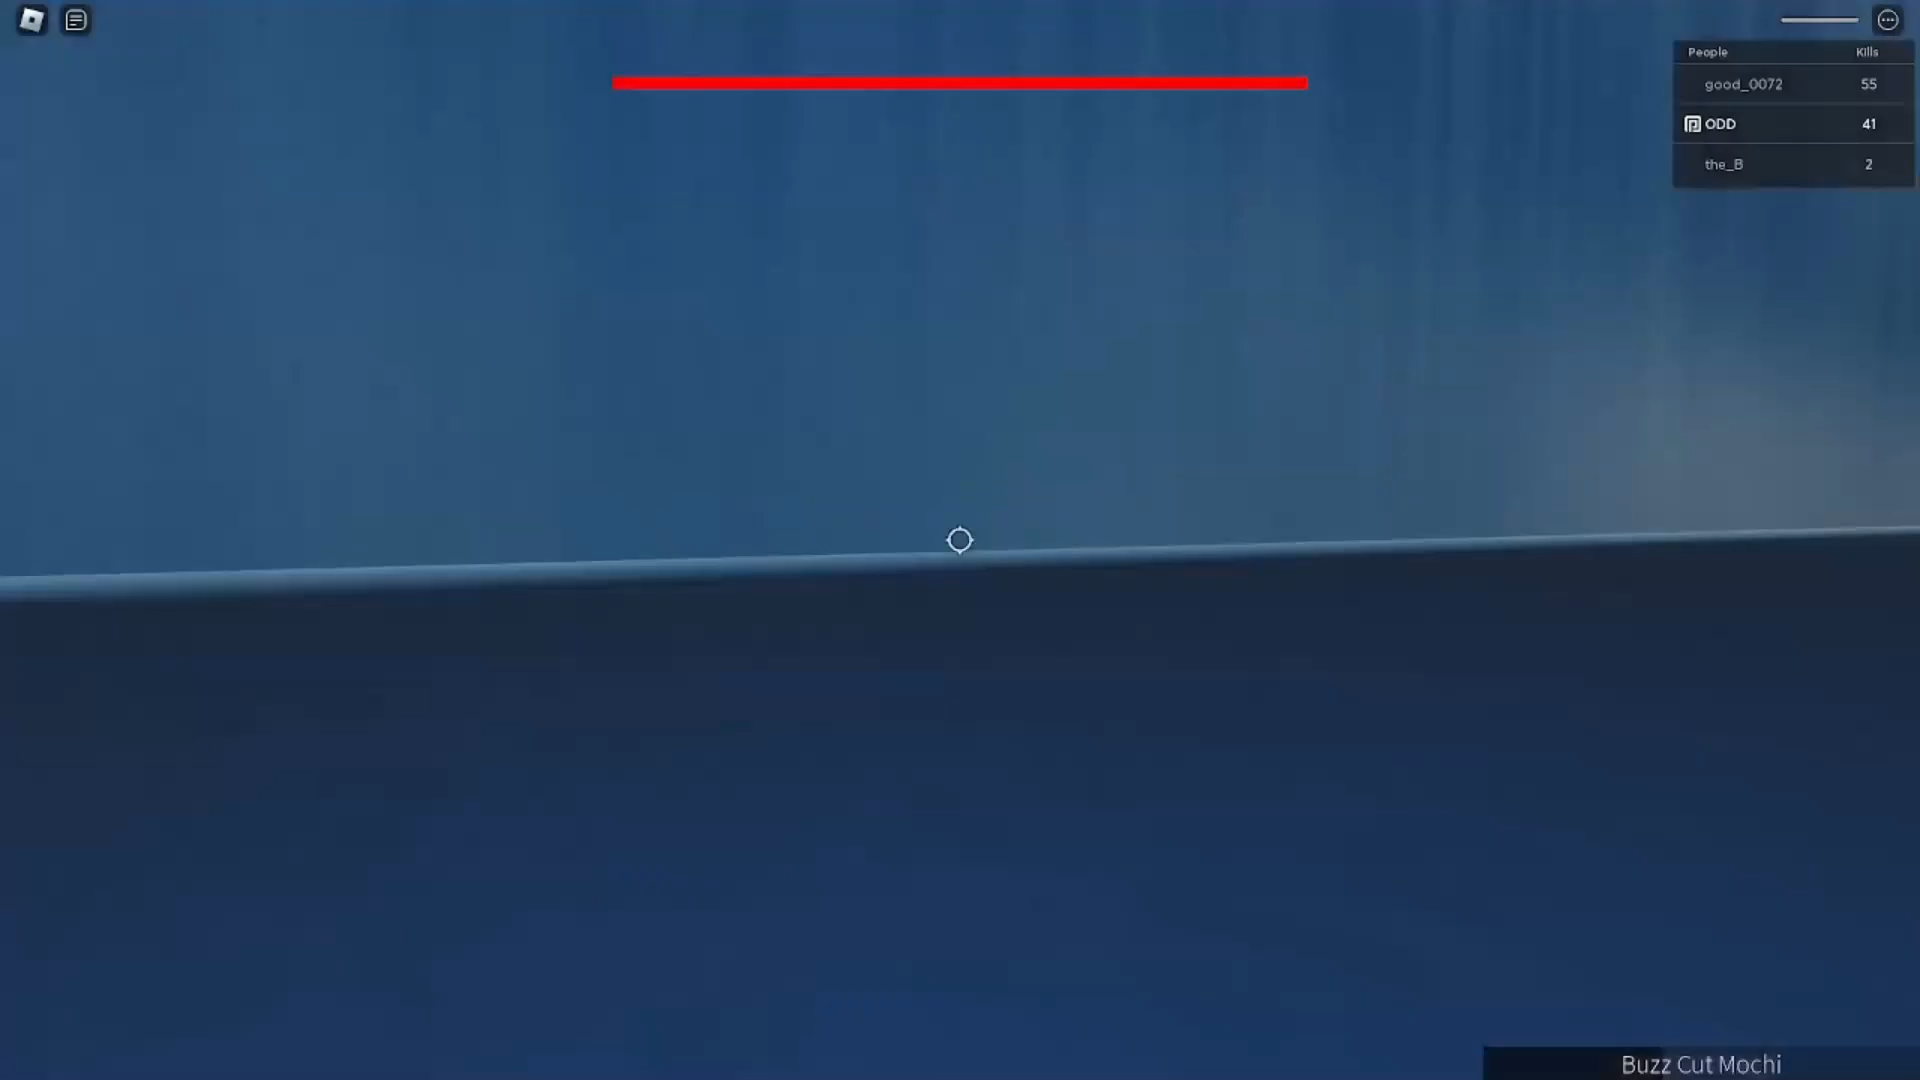 People Kills
good_0072 55
ODD 41
the_B 2
Buzz Cut Mochi